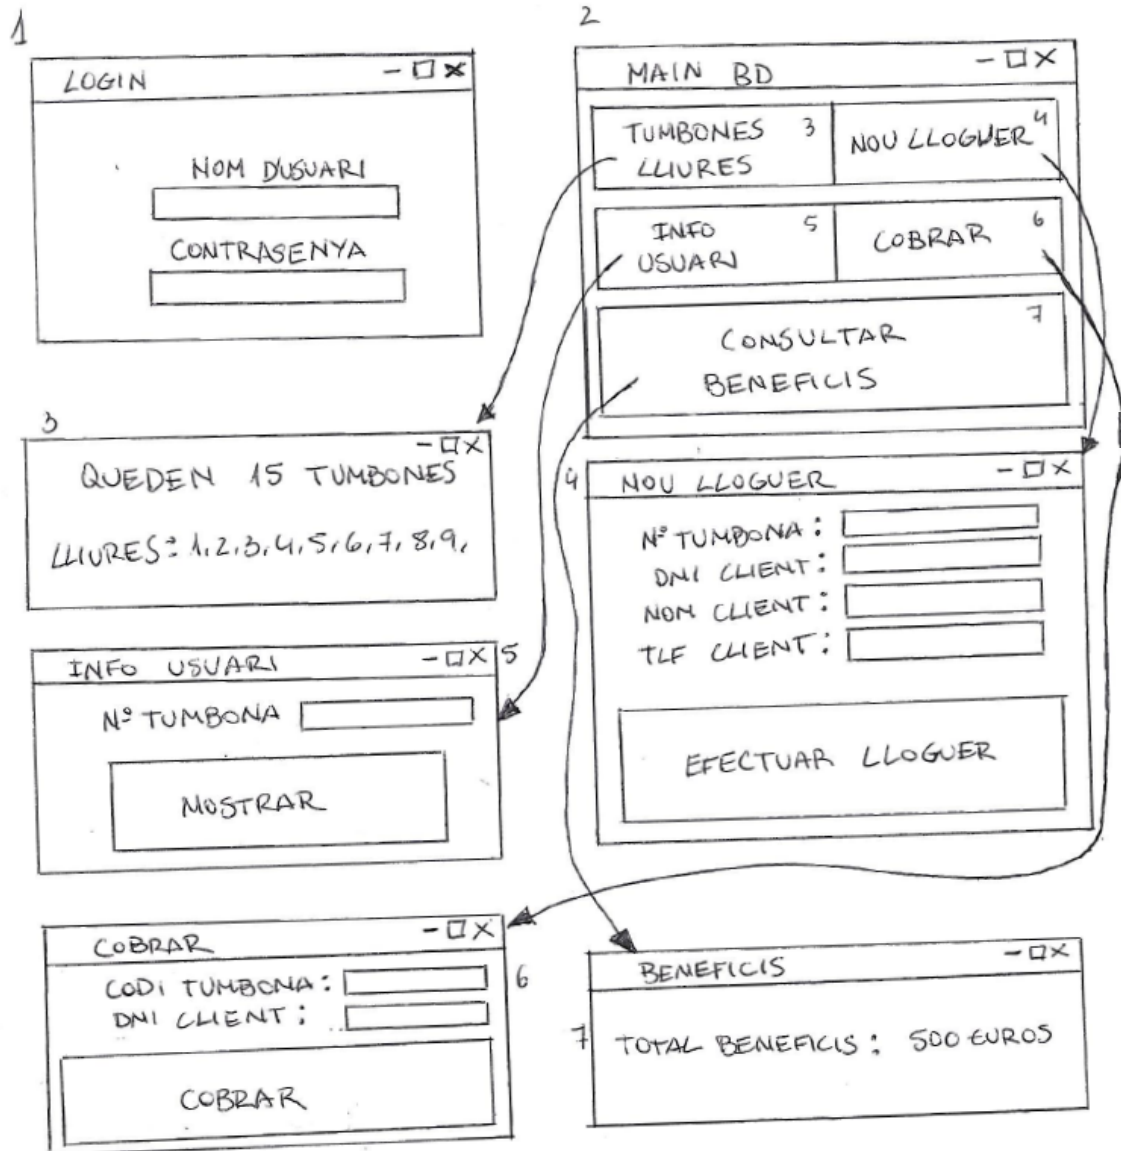 1
LOGIN
NOM D'USUARI
CONTRASENYA
2
MAIN BD
TUMBONES 3
LLIURES
NOU LLOGUER 4
INFO 5
USUARI
COBRAR 6
CONSULTAR 7
BENEFICIS
3
QUEDEN 15 TUMBONES
LLIURES: 1, 2, 3, 4, 5, 6, 7, 8, 9,
4
NOU LLOGUER
Nº TUMBONA:
DNI CLIENT:
NOM CLIENT:
TLF CLIENT:
EFECTUAR LLOGUER
INFO USUARI 5
Nº TUMBONA
MOSTRAR
COBRAR
6
CODI TUMBONA:
DNI CLIENT:
COBRAR
BENEFICIS
7
TOTAL BENEFICIS: 500 EUROS